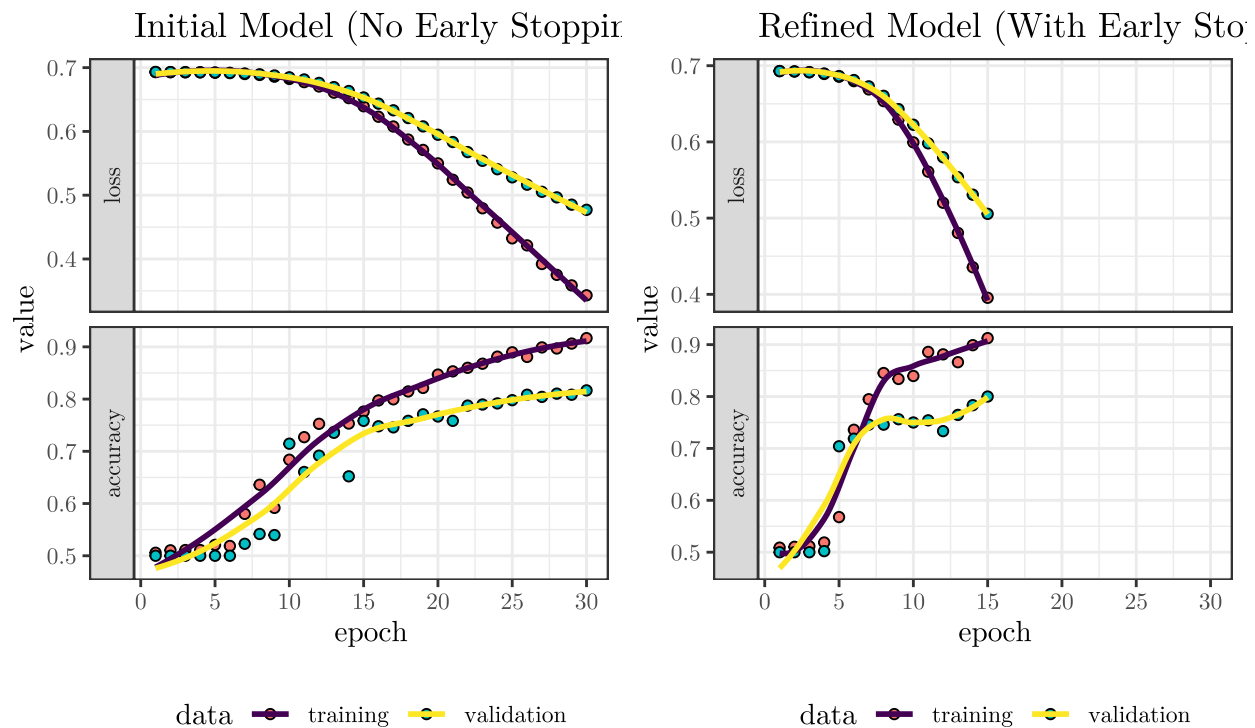 Initial Model (No Early Stoppin
0.7
0.6
0.5
0.4
loss
0.9
0.8
0.7
0.6
0.5
accuracy
value
0 5 10 15 20 25 30
epoch
data training validation
Refined Model (With Early Sto
0.7
0.6
0.5
0.4
loss
0.9
0.8
0.7
0.6
0.5
accuracy
value
0 5 10 15 20 25 30
epoch
data training validation